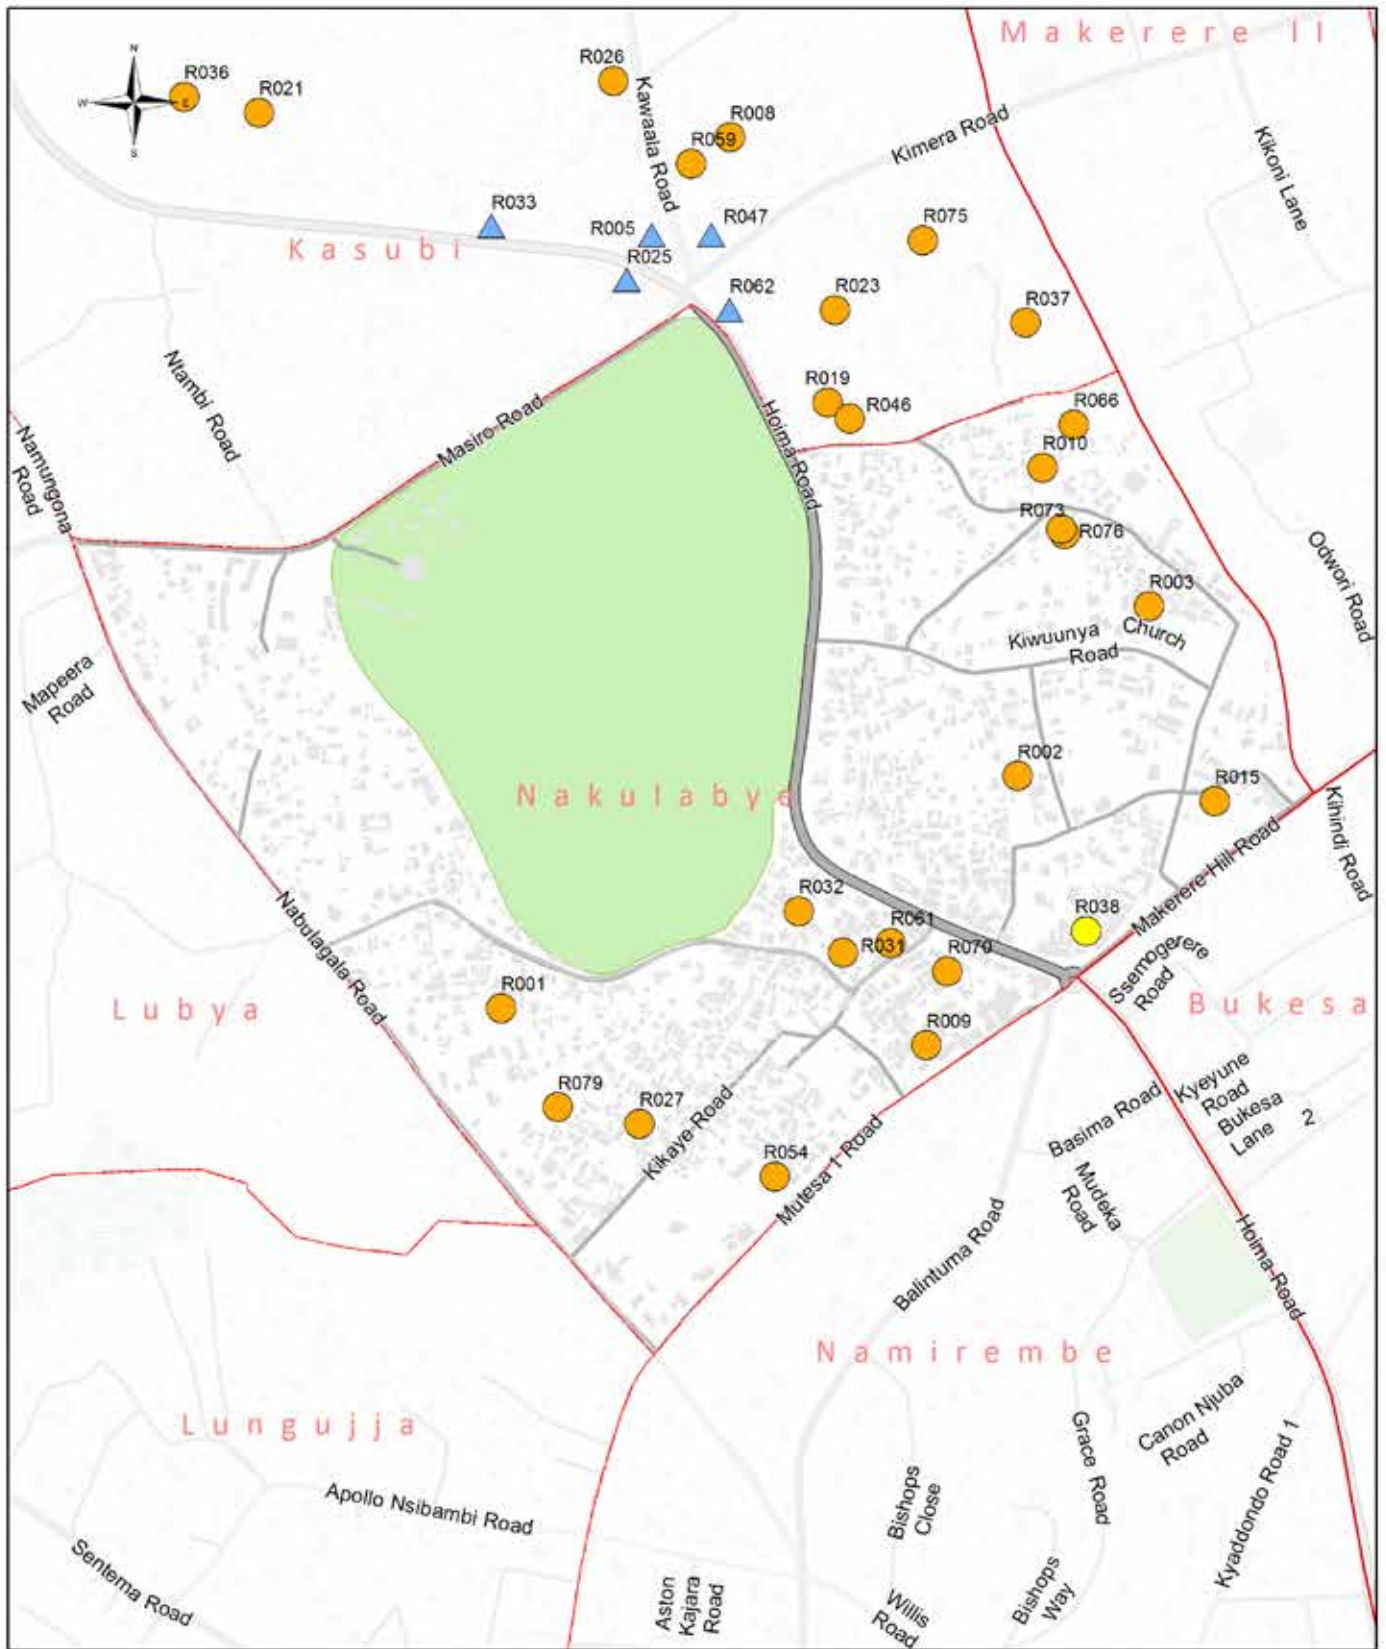 Makerere II
N
W
E
S
R036
R021
R026
Kawaala Road
R008
R059
Kimera Road
Kikoni Lane
R033
R005
R047
R075
Kasubi
R025
R062
R023
R037
Ntambi Road
Masiro Road
Hoima Road
R019
R046
R066
R010
Namungona
Road
R073
R076
Odwori Road
R003
Kiwuunya Church
Road
Mapeera
Road
R002
R015
Nakulabye
Kihindi Road
Makerere Hill Road
R032
R061
R038
R031
R070
Ssemogerere
Road
Nabulagala Road
R001
Lubya
Bukesa
R009
R079
R027
Kikaye Road
Basima Road
Kyeyune
Road
Bukesa
Lane 2
R054
Mutesa 1 Road
Mudeka
Road
Balintuma Road
Hoima Road
Namirembe
Lungujja
Canon Njuba
Road
Grace Road
Kyaddondo Road 1
Apollo Nsibambi Road
Bishops
Close
Sentema Road
Aston
Kajara
Road
Willis
Road
Bishops
Way